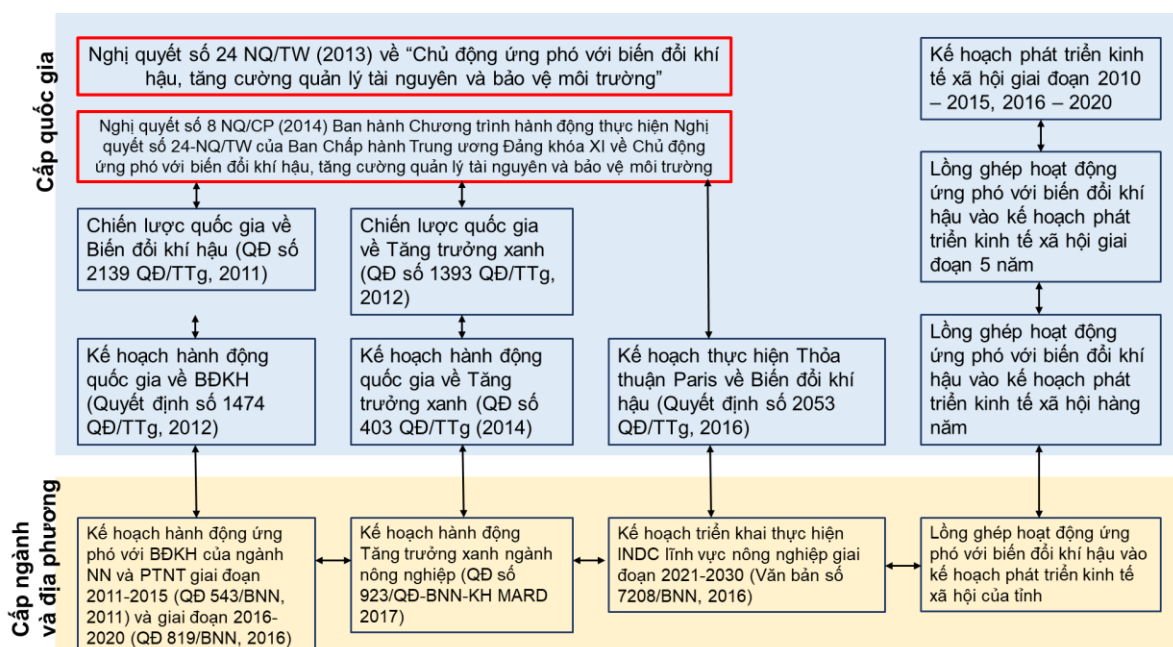 Cấp quốc gia
Nghị quyết số 24 NQ/TW (2013) về “Chủ động ứng phó với biến đổi khí
hậu, tăng cường quản lý tài nguyên và bảo vệ môi trường”
Nghị quyết số 8 NQ/CP (2014) Ban hành Chương trình hành động thực hiện Nghị
quyết số 24-NQ/TW của Ban Chấp hành Trung ương Đảng khóa XI về Chủ động
ứng phó với biến đổi khí hậu, tăng cường quản lý tài nguyên và bảo vệ môi trường
Kế hoạch phát triển kinh
tế xã hội giai đoạn 2010
– 2015, 2016 – 2020
Chiến lược quốc gia về
Biến đổi khí hậu (QĐ số
2139 QĐ/TTg, 2011)
Chiến lược quốc gia
về Tăng trưởng xanh
(QĐ số 1393 QĐ/TTg,
2012)
Lồng ghép hoạt động
ứng phó với biến đổi khí
hậu vào kế hoạch phát
triển kinh tế xã hội giai
đoạn 5 năm
Kế hoạch hành động
quốc gia về BĐKH
(Quyết định số 1474
QĐ/TTg, 2012)
Kế hoạch hành động
quốc gia về Tăng
trưởng xanh (QĐ số
403 QĐ/TTg (2014)
Kế hoạch thực hiện Thỏa
thuận Paris về Biến đổi khí
hậu (Quyết định số 2053
QĐ/TTg, 2016)
Lồng ghép hoạt động
ứng phó với biến đổi khí
hậu vào kế hoạch phát
triển kinh tế xã hội hàng
năm
Cấp ngành
và địa phương
Kế hoạch hành động ứng
phó với BĐKH của ngành
NN và PTNT giai đoạn
2011-2015 (QĐ 543/BNN,
2011) và giai đoạn 2016-
2020 (QĐ 819/BNN, 2016)
Kế hoạch hành động
Tăng trưởng xanh ngành
nông nghiệp (QĐ số
923/QĐ-BNN-KH MARD
2017)
Kế hoạch triển khai thực hiện
INDC lĩnh vực nông nghiệp giai
đoạn 2021-2030 (Văn bản số
7208/BNN, 2016)
Lồng ghép hoạt động ứng
phó với biến đổi khí hậu vào
kế hoạch phát triển kinh tế
xã hội của tỉnh